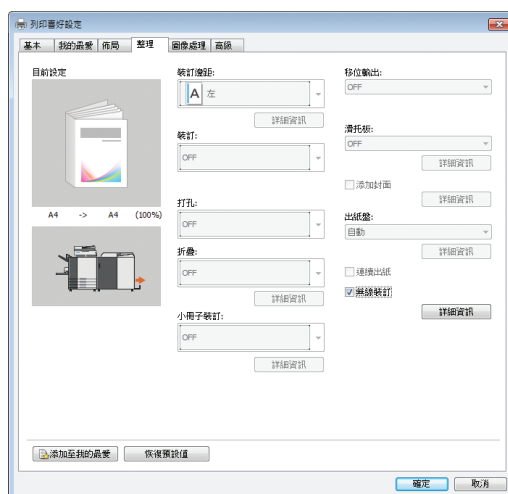 列印喜好設定
基本 我的最愛 佈局 整理 圖像處理 高級
目前設定
A4 -> A4 (100%)
裝訂邊距:
A 左
詳細資訊
裝訂:
OFF
打孔:
OFF
折疊:
OFF
詳細資訊
小冊子裝訂:
OFF
詳細資訊
移位輸出:
OFF
滑托板:
OFF
詳細資訊
添加封面
詳細資訊
出紙盤:
自動
詳細資訊
連續出紙
無線裝訂
詳細資訊
添加至我的最愛 恢復預設值
確定 取消